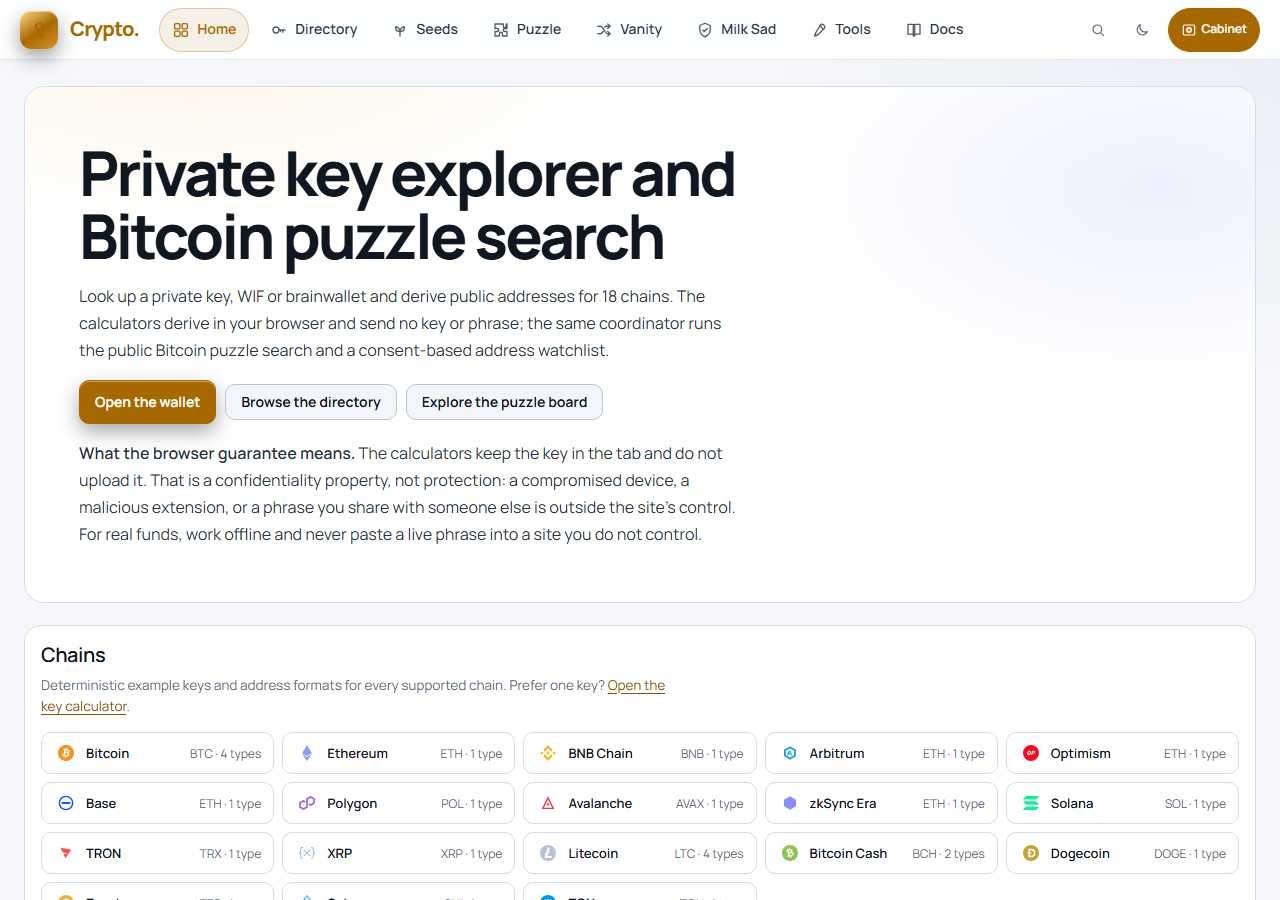 Crypto.
Home
Directory
Seeds
Puzzle
Vanity
Milk Sad
Tools
Docs
Cabinet
Private key explorer and
Bitcoin puzzle search
Look up a private key, WIF or brainwallet and derive public addresses for 18 chains. The
calculators derive in your browser and send no key or phrase; the same coordinator runs
the public Bitcoin puzzle search and a consent-based address watchlist.
Open the wallet
Browse the directory
Explore the puzzle board
What the browser guarantee means. The calculators keep the key in the tab and do not
upload it. That is a confidentiality property, not protection: a compromised device, a
malicious extension, or a phrase you share with someone else is outside the site's control.
For real funds, work offline and never paste a live phrase into a site you do not control.
Chains
Deterministic example keys and address formats for every supported chain. Prefer one key? Open the
key calculator.
Bitcoin BTC · 4 types
Ethereum ETH · 1 type
BNB Chain BNB · 1 type
Arbitrum ETH · 1 type
Optimism ETH · 1 type
Base ETH · 1 type
Polygon POL · 1 type
Avalanche AVAX · 1 type
zkSync Era ETH · 1 type
Solana SOL · 1 type
TRON TRX · 1 type
XRP XRP · 1 type
Litecoin LTC · 4 types
Bitcoin Cash BCH · 2 types
Dogecoin DOGE · 1 type